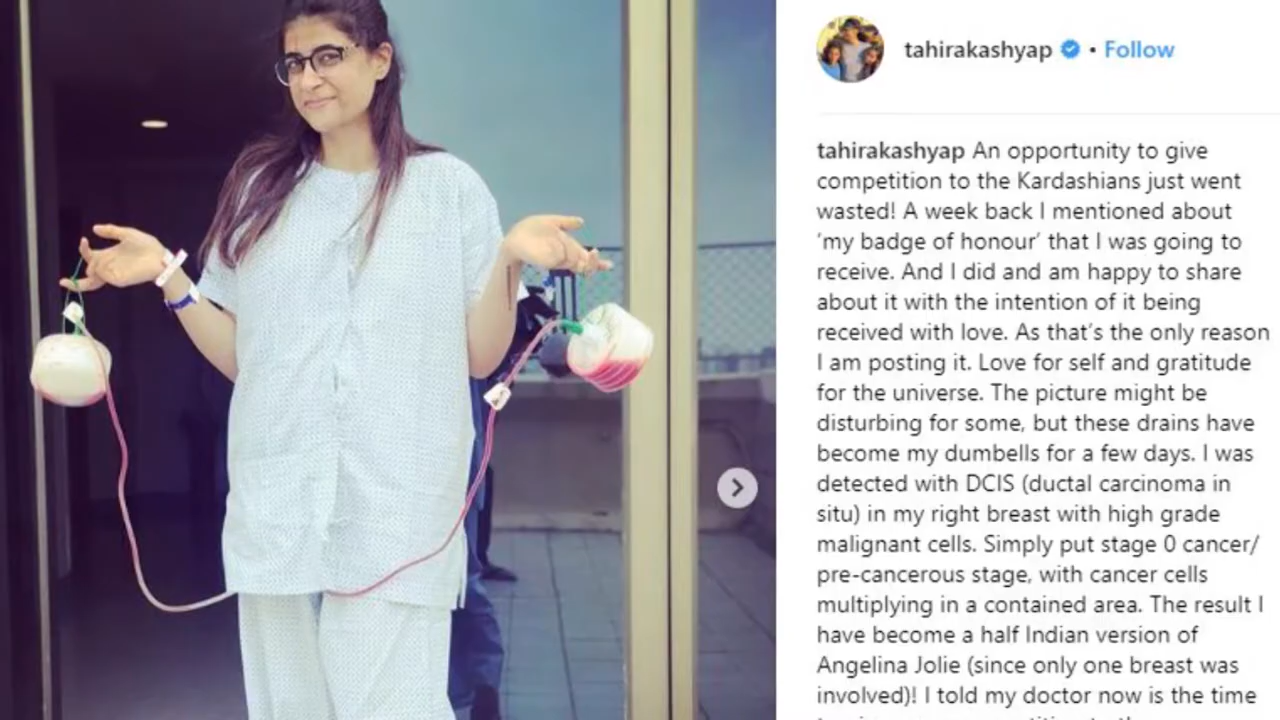 tahirakashyap • Follow
tahirakashyap An opportunity to give
competition to the Kardashians just went
wasted! A week back I mentioned about
‘my badge of honour’ that I was going to
receive. And I did and am happy to share
about it with the intention of it being
received with love. As that’s the only reason
I am posting it. Love for self and gratitude
for the universe. The picture might be
disturbing for some, but these drains have
become my dumbells for a few days. I was
detected with DCIS (ductal carcinoma in
situ) in my right breast with high grade
malignant cells. Simply put stage 0 cancer/
pre-cancerous stage, with cancer cells
multiplying in a contained area. The result I
have become a half Indian version of
Angelina Jolie (since only one breast was
involved)! I told my doctor now is the time